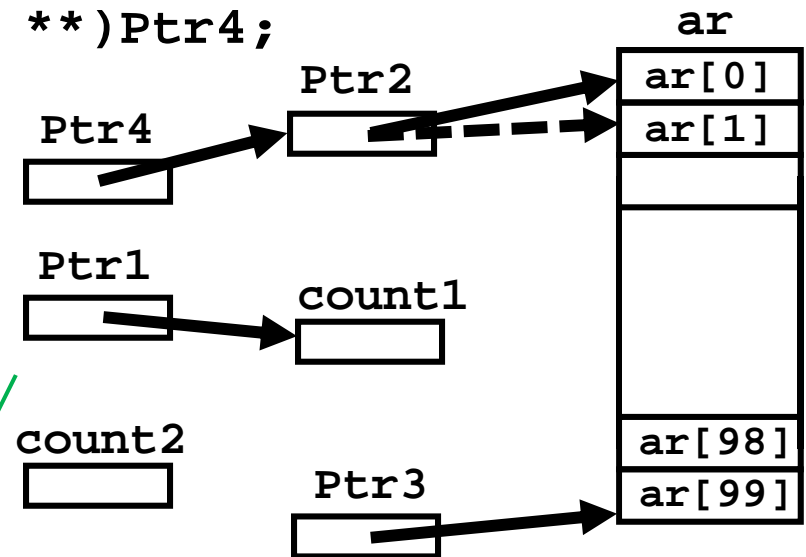 **)Ptr4;
ar
Ptr2
ar[0]
Ptr4
ar[1]
Ptr1
count1
count2
ar[98]
Ptr3
ar[99]